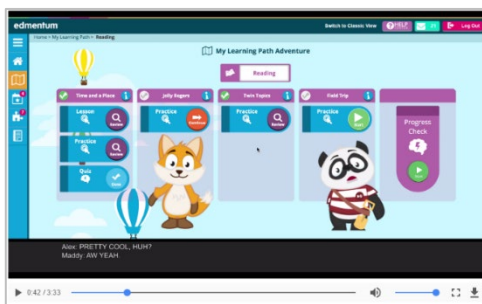 edmentum
Switch to Classic View
HELP
Log Out
Home > My Learning Path > Reading
My Learning Path Adventure
Reading
Time and a Place
Jolly Rogers
Twin Topics
Field Trip
Lesson
Review
Practice
Continue
Practice
Review
Practice
Start
Progress
Check
Practice
Review
Quiz
Alex: PRETTY COOL, HUH?
Maddy: AW YEAH
0:42 / 3:33